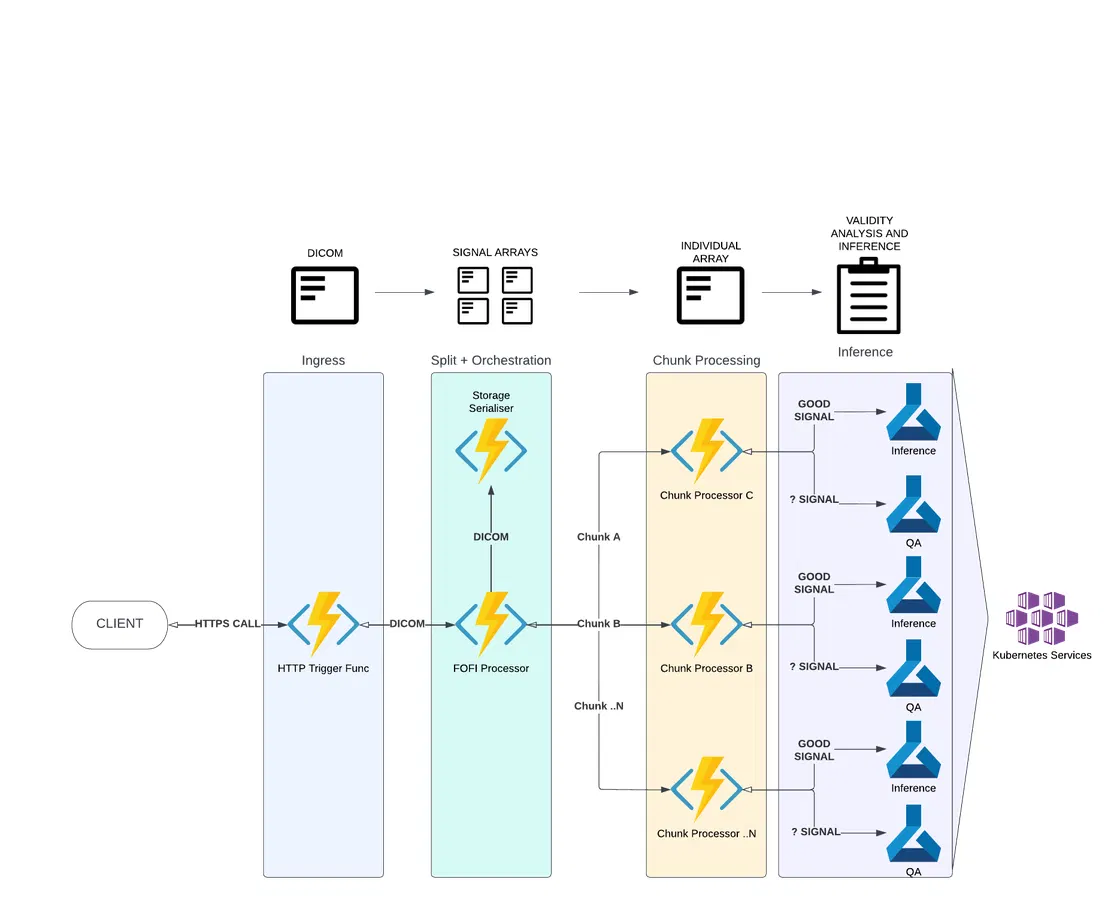 VALIDITY
ANALYSIS AND
INFERENCE
DICOM
SIGNAL ARRAYS
INDIVIDUAL
ARRAY
Ingress
Split + Orchestration
Chunk Processing
Inference
Storage
Serialiser
GOOD
SIGNAL
Inference
Chunk Processor C
? SIGNAL
DICOM
Chunk A
QA
GOOD
SIGNAL
Inference
CLIENT
HTTPS CALL
DICOM
Chunk B
HTTP Trigger Func
FOFI Processor
Chunk Processor B
? SIGNAL
Kubernetes Services
QA
Chunk ..N
GOOD
SIGNAL
Inference
Chunk Processor ..N
? SIGNAL
QA